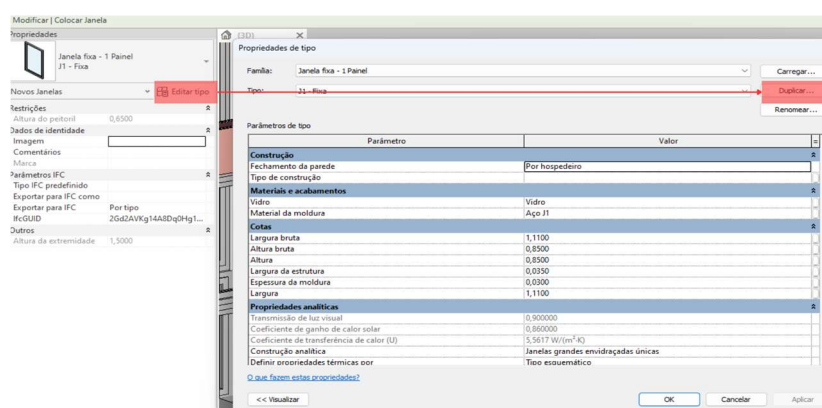 Modificar | Colocar Janela
Propriedades
Janela fixa - 1 Painel
J1 - Fixa
Novos Janelas
Editar tipo
Restrições
Altura do peitoril 0,6500
Dados de identidade
Imagem
Comentários
Marca
Parâmetros IFC
Tipo IFC predefinido
Exportar para IFC como
Exportar para IFC Por tipo
IfcGUID 2Gd2AVKg14A8Dq0Hg1...
Outros
Altura da extremidade 1,5000
{3D}
Propriedades de tipo
Família: Janela fixa - 1 Painel Carregar...
Tipo: J1 - Fixa Duplicar...
Renomear...
Parâmetros de tipo
Parâmetro Valor =
Construção
Fechamento da parede Por hospedeiro
Tipo de construção
Materiais e acabamentos
Vidro Vidro
Material da moldura Aço J1
Cotas
Largura bruta 1,1100
Altura bruta 0,8500
Altura 0,8500
Largura da estrutura 0,0350
Espessura da moldura 0,0300
Largura 1,1100
Propriedades analíticas
Transmissão de luz visual 0,900000
Coeficiente de ganho de calor solar 0,860000
Coeficiente de transferência de calor (U) 5,5617 W/(m²·K)
Construção analítica Janelas grandes envidraçadas únicas
Definir propriedades térmicas por Tipo esquemático
O que fazem estas propriedades?
<< Visualizar OK Cancelar Aplicar